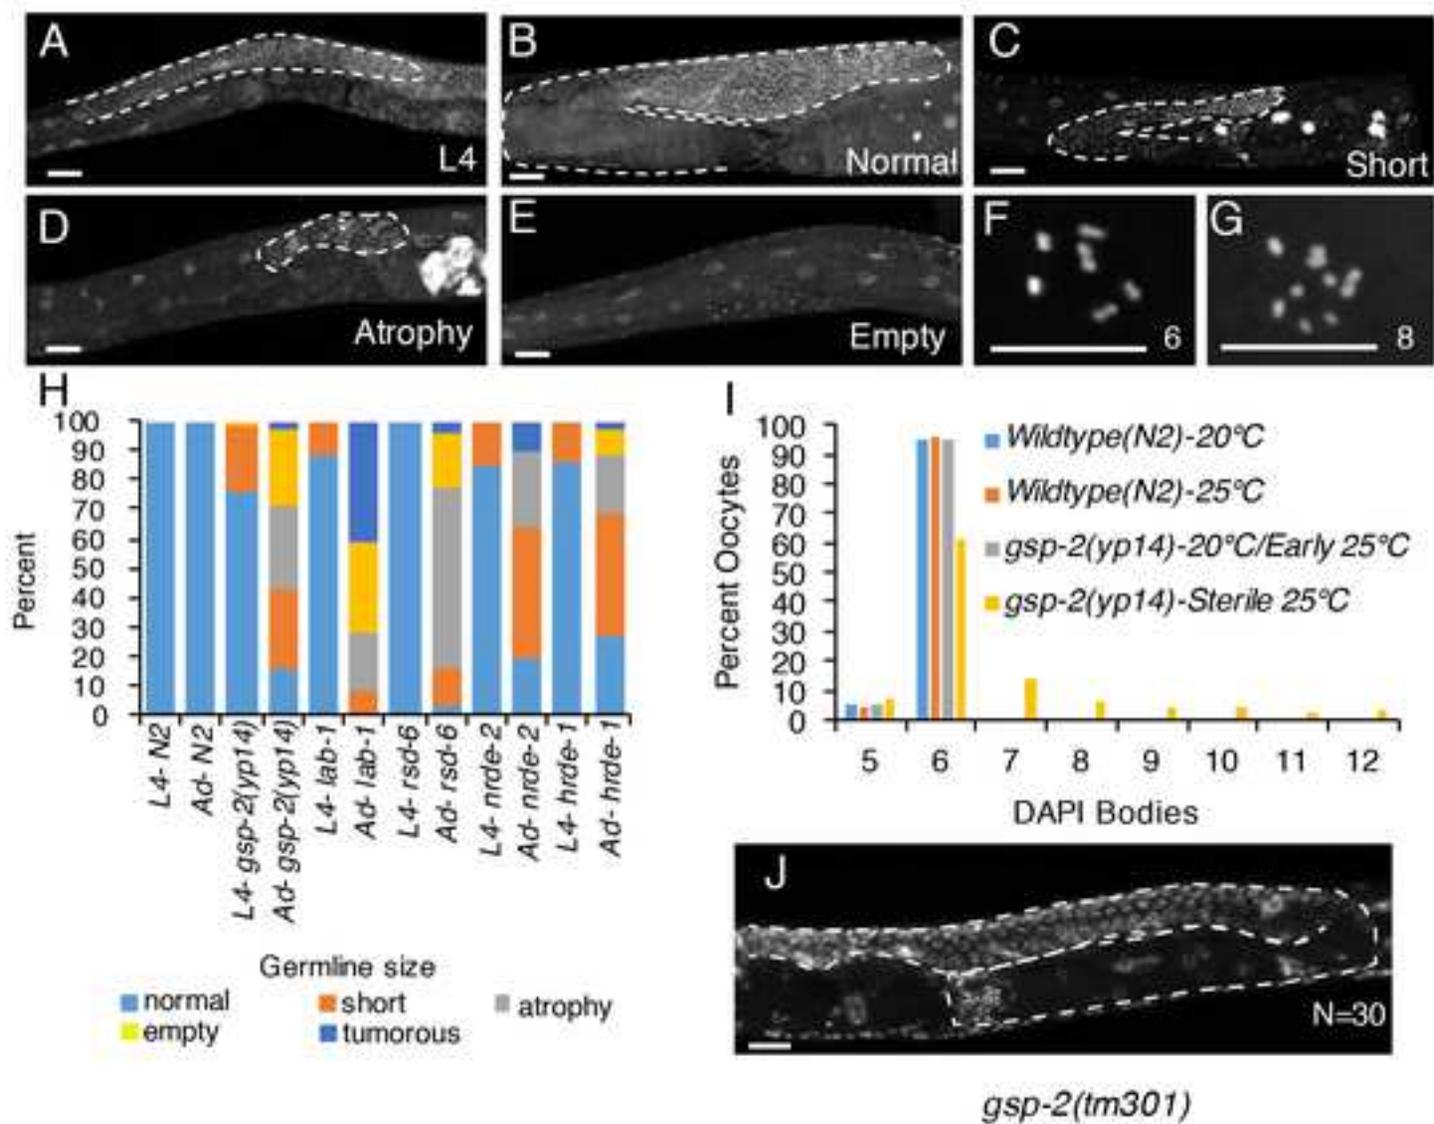 A
L4
B
Normal
C
Short
D
Atrophy
E
Empty
F
6
G
8
H
Percent
100
90
80
70
60
50
40
30
20
10
0
L4- N2
Ad- N2
L4- gsp-2(yp14)
Ad- gsp-2(yp14)
L4- lab-1
Ad- lab-1
L4- rsd-6
Ad- rsd-6
L4- nrde-2
Ad- nrde-2
L4- hrde-1
Ad- hrde-1
Germline size
normal short atrophy
empty tumorous
I
Percent Oocytes
100
90
80
70
60
50
40
30
20
10
0
5 6 7 8 9 10 11 12
DAPI Bodies
Wildtype(N2)-20°C
Wildtype(N2)-25°C
gsp-2(yp14)-20°C/Early 25°C
gsp-2(yp14)-Sterile 25°C
J
N=30
gsp-2(tm301)